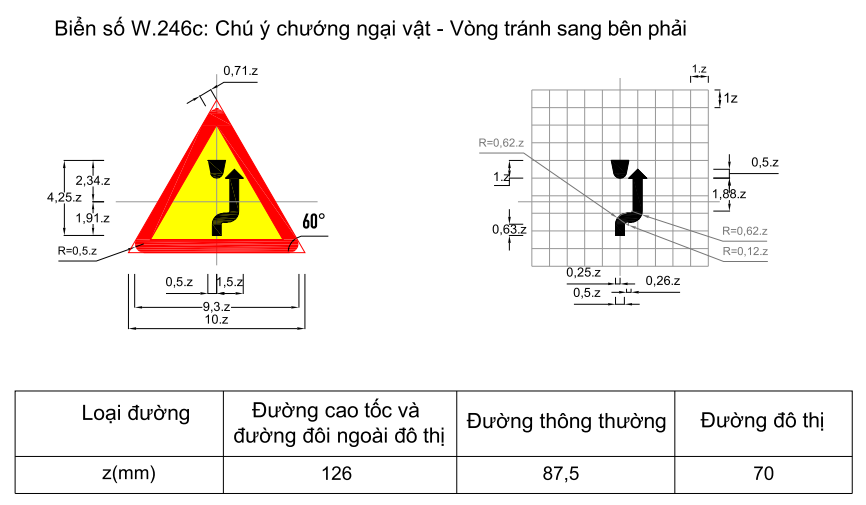 Biển số W.246c: Chú ý chướng ngại vật - Vòng tránh sang bên phải
0,71.z
1.z
1z
R=0,62.z
0,5.z
2,34.z
4,25.z
1,91.z
1.z
1,88.z
60°
0,63.z
R=0,62.z
R=0,5.z
R=0,12.z
0,5.z
1,5.z
0,25.z
0,26.z
0,5.z
9,3.z
10.z
Loại đường
Đường cao tốc và
đường đôi ngoài đô thị
Đường thông thường
Đường đô thị
z(mm)
126
87,5
70